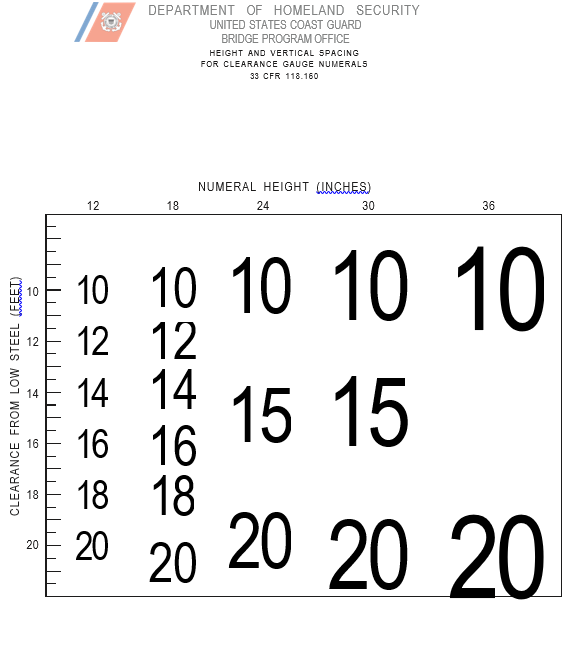 DEPARTMENT OF HOMELAND SECURITY
UNITED STATES COAST GUARD
BRIDGE PROGRAM OFFICE
HEIGHT AND VERTICAL SPACING
FOR CLEARANCE GAUGE NUMERALS
33 CFR 118.160
NUMERAL HEIGHT (INCHES)
12 18 24 30 36
CLEARANCE FROM LOW STEEL (FEET)
10 10 10 10 10 10
12 12 12
14 14 14 15 15
16 16 16
18 18 18
20 20 20 20 20 20